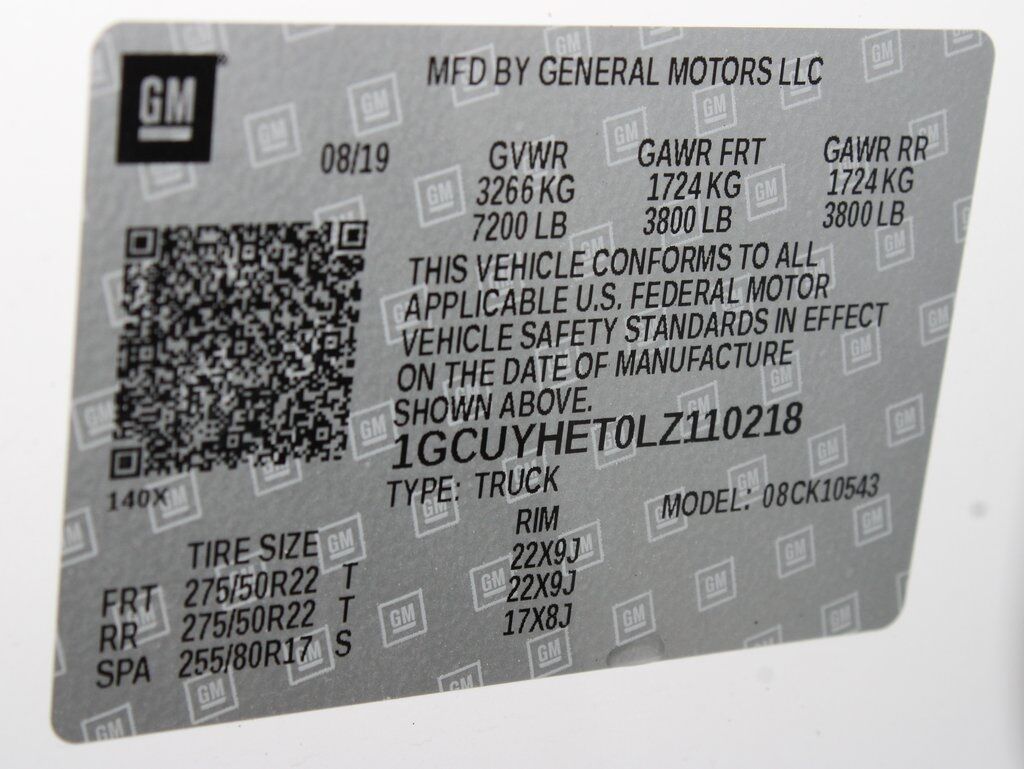 GM
MFD BY GENERAL MOTORS LLC
08/19
GVWR GAWR FRT GAWR RR
3266 KG 1724 KG 1724 KG
7200 LB 3800 LB 3800 LB
THIS VEHICLE CONFORMS TO ALL
APPLICABLE U.S. FEDERAL MOTOR
VEHICLE SAFETY STANDARDS IN EFFECT
ON THE DATE OF MANUFACTURE
SHOWN ABOVE.
1GCUYHET0LZ110218
140X
TYPE: TRUCK MODEL: 08CK10543
TIRE SIZE RIM
FRT 275/50R22 T 22X9J
RR 275/50R22 T 22X9J
SPA 255/80R17 S 17X8J